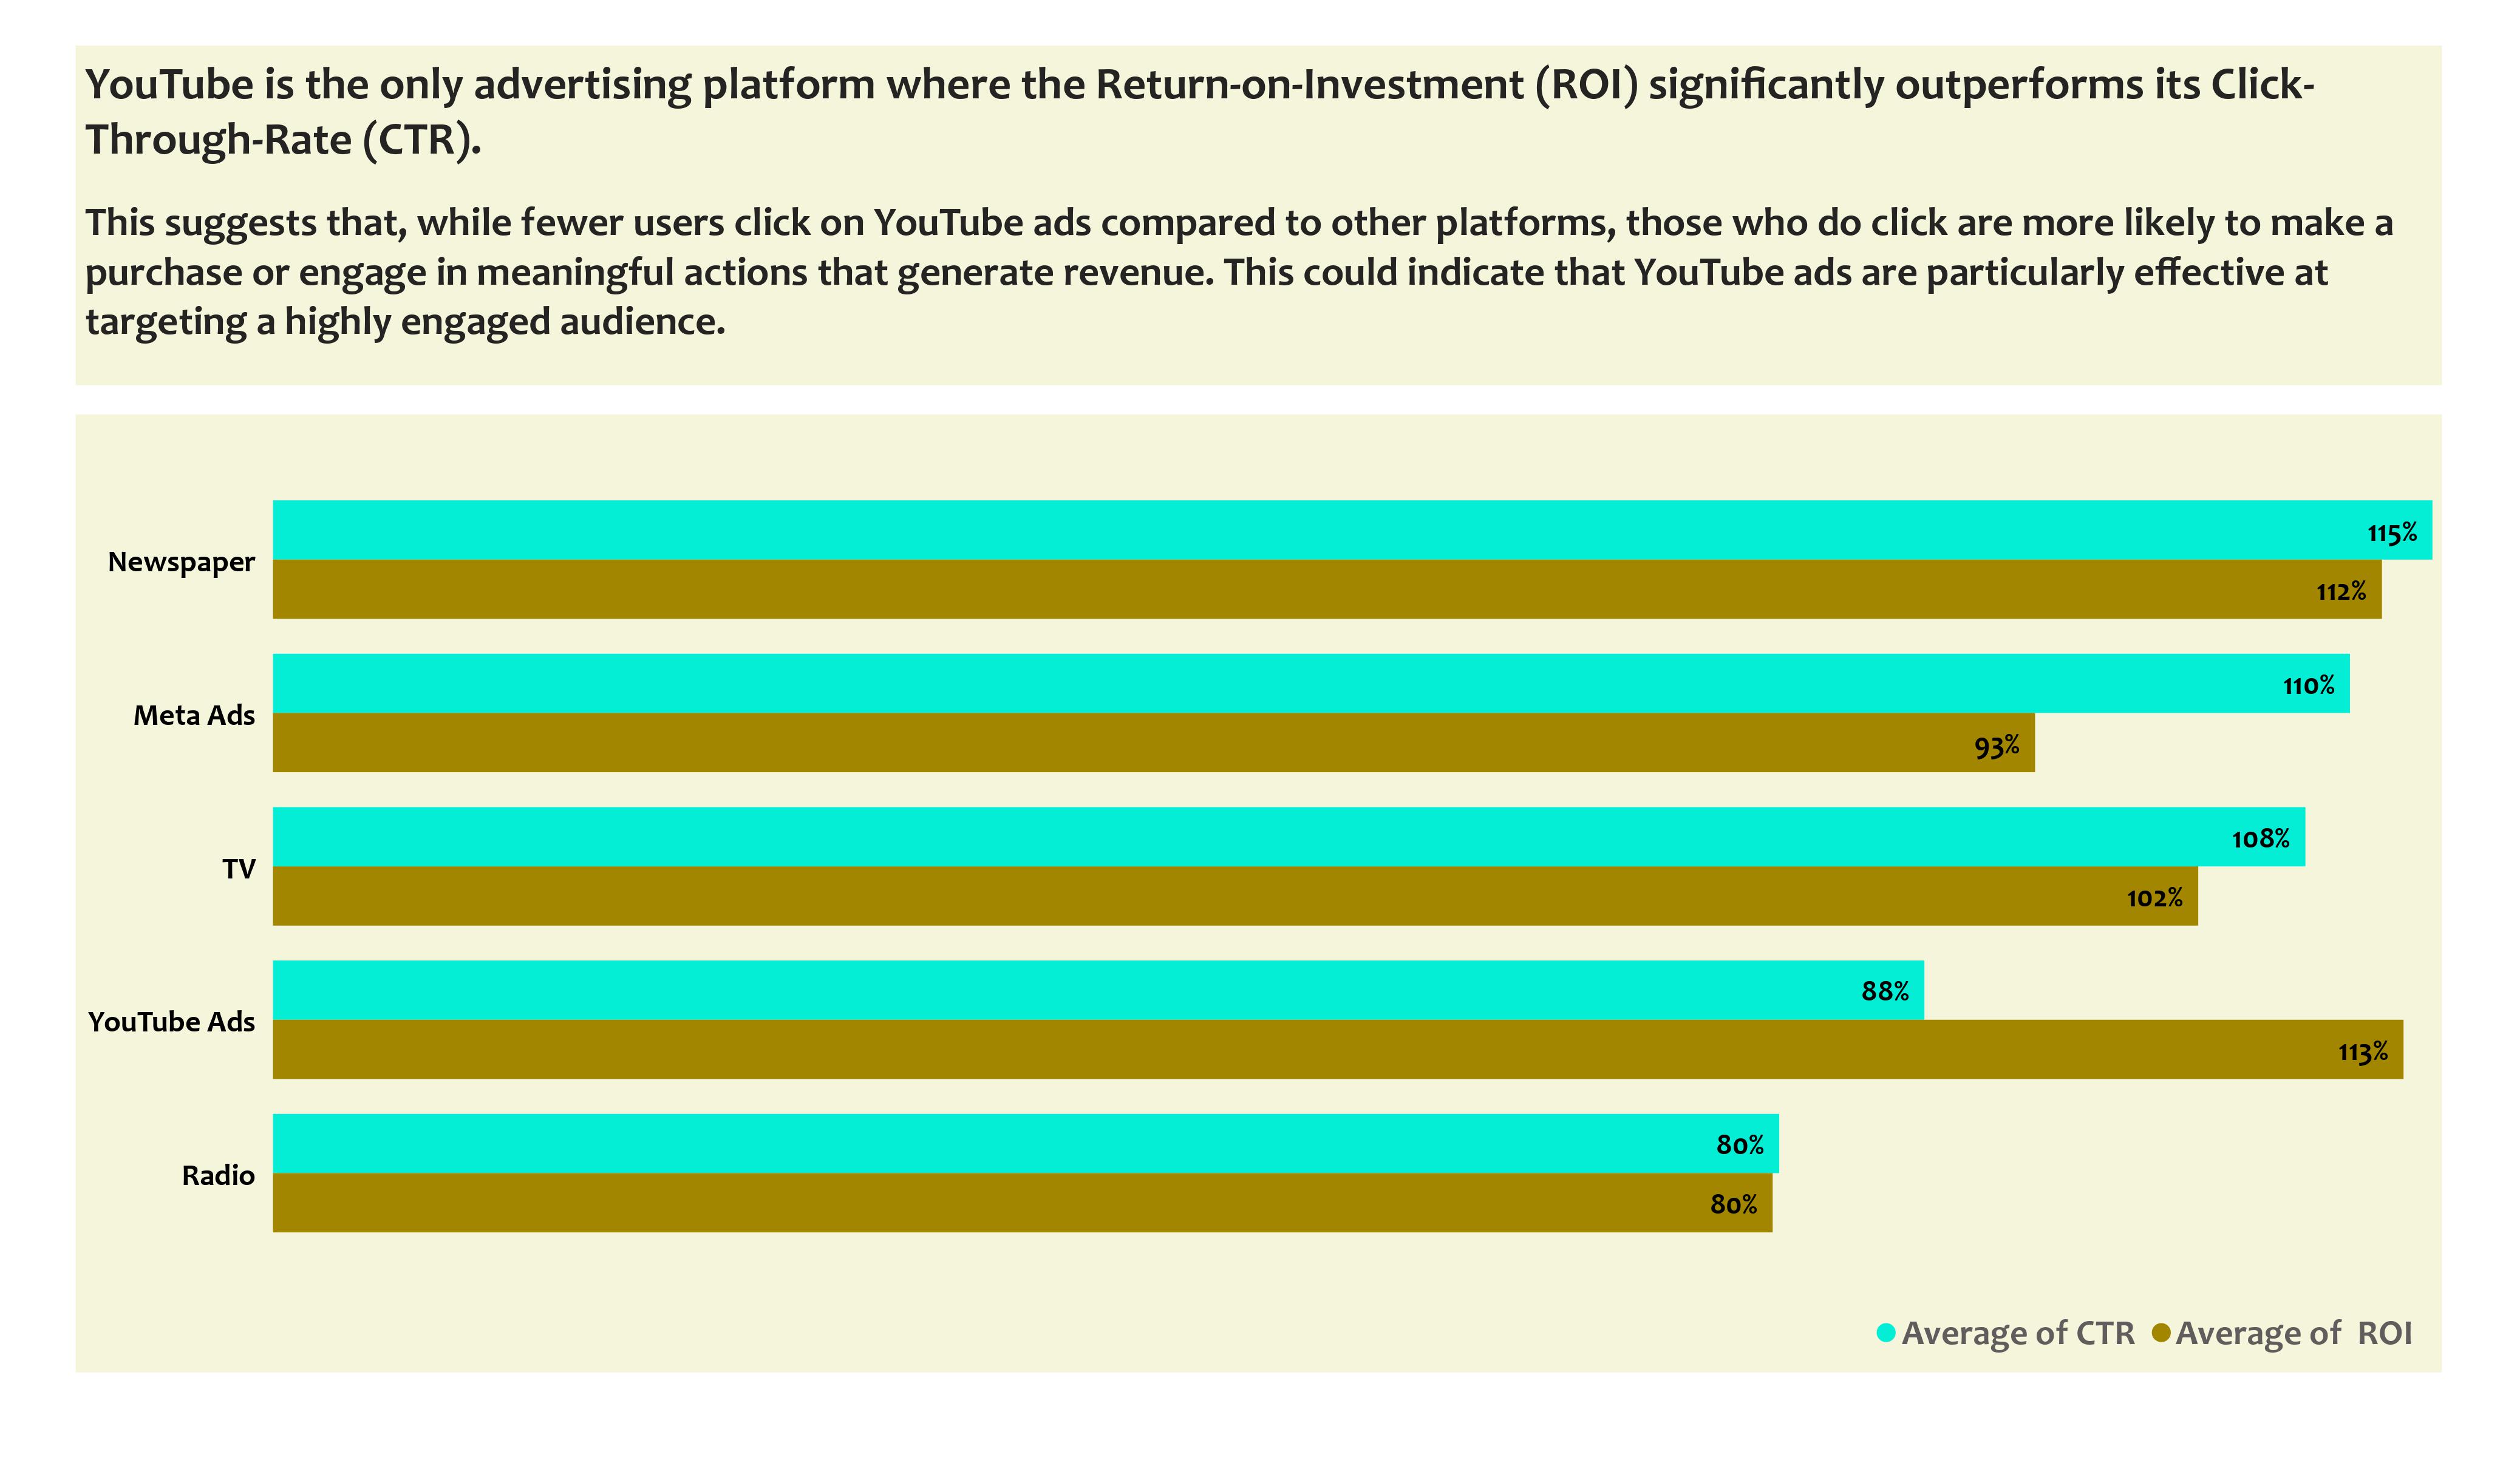 YouTube is the only advertising platform where the Return-on-Investment (ROI) significantly outperforms its Click-
Through-Rate (CTR).
This suggests that, while fewer users click on YouTube ads compared to other platforms, those who do click are more likely to make a
purchase or engage in meaningful actions that generate revenue. This could indicate that YouTube ads are particularly effective at
targeting a highly engaged audience.
115%
Newspaper
112%
110%
Meta Ads
93%
108%
TV
102%
88%
YouTube Ads
113%
80%
Radio
80%
Average of CTR Average of ROI